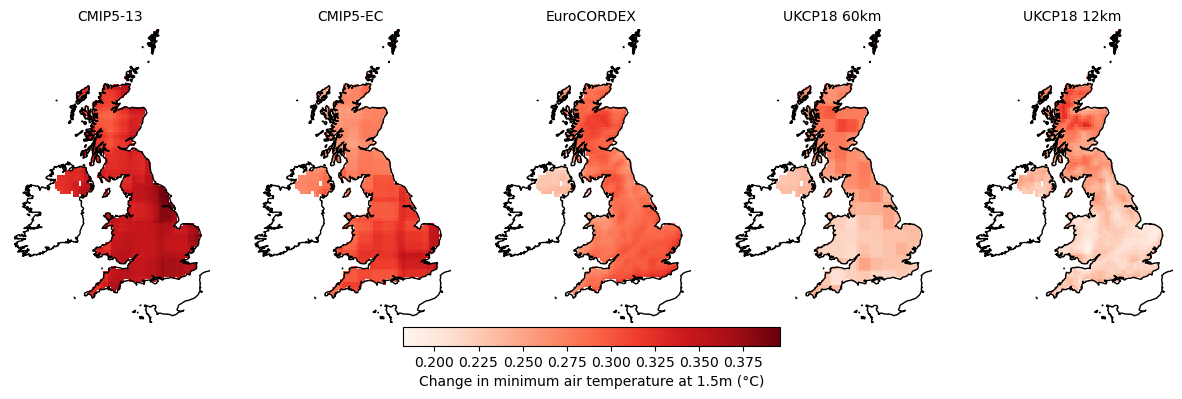 CMIP5-13 CMIP5-EC EuroCORDEX UKCP18 60km UKCP18 12km
0.200 0.225 0.250 0.275 0.300 0.325 0.350 0.375
Change in minimum air temperature at 1.5m (°C)